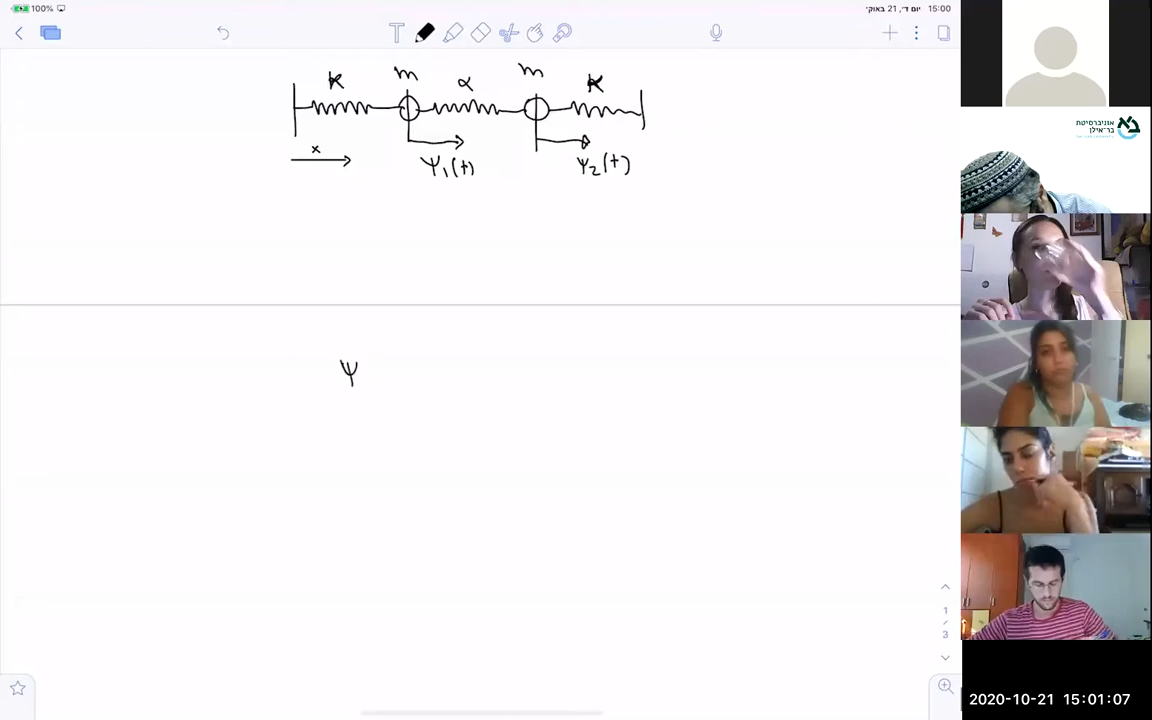 100%
15:00 יום ד׳, 21 באוק׳
K m α m K
x
Ψ₁(t) Ψ₂(t)
Ψ
1
/
3
אוניברסיטת
בר־אילן
2020-10-21 15:01:07